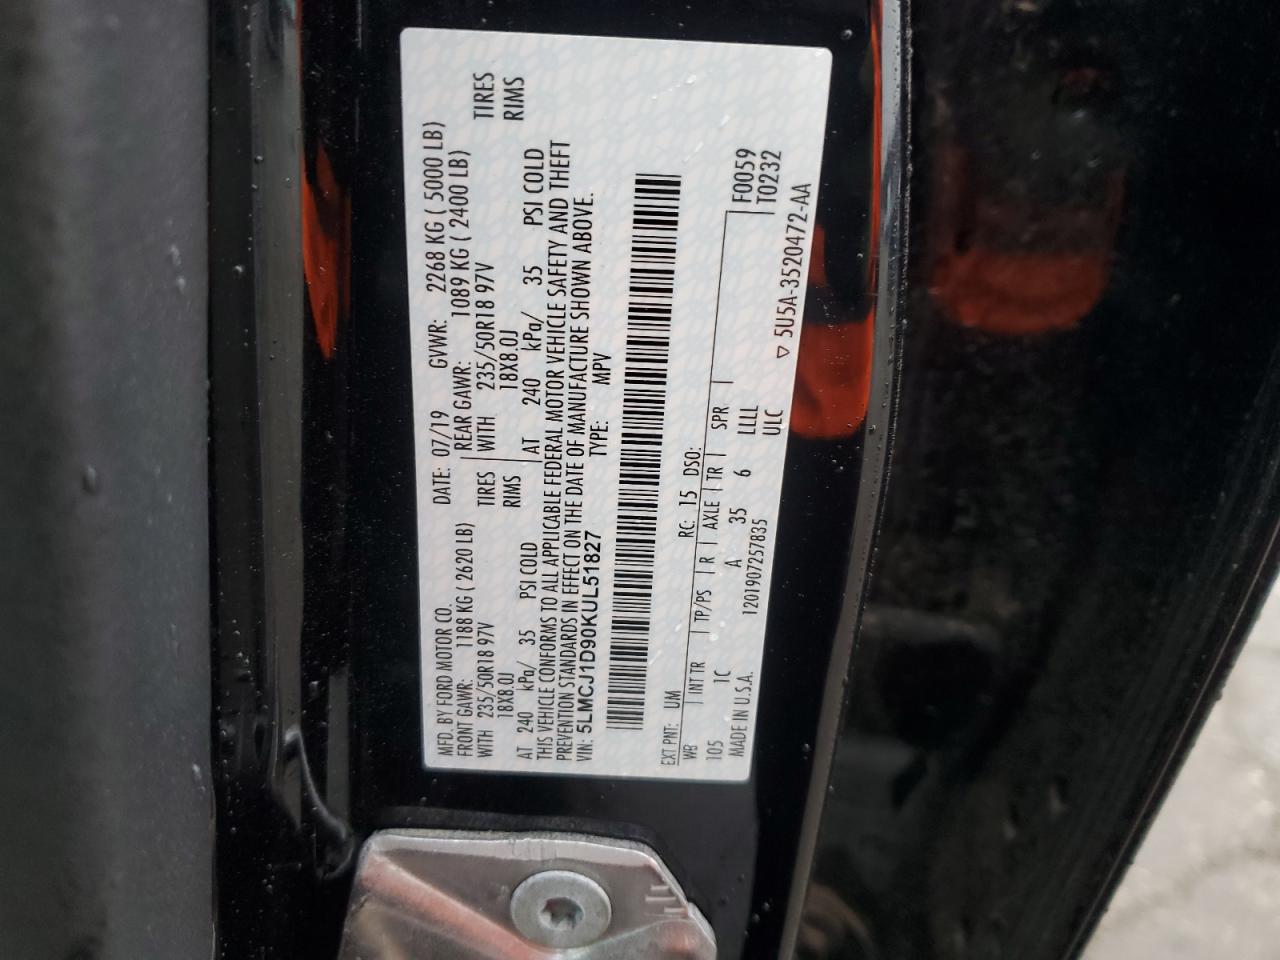 MFD. BY FORD MOTOR CO. DATE: 07/19 GVWR: 2268 KG ( 5000 LB)
FRONT GAWR: 1188 KG ( 2620 LB) REAR GAWR: 1089 KG ( 2400 LB)
WITH 235/50R18 97V TIRES WITH 235/50R18 97V TIRES
18X8.0J RIMS 18X8.0J RIMS
AT 240 kPa/ 35 PSI COLD AT 240 kPa/ 35 PSI COLD
THIS VEHICLE CONFORMS TO ALL APPLICABLE FEDERAL MOTOR VEHICLE SAFETY AND THEFT
PREVENTION STANDARDS IN EFFECT ON THE DATE OF MANUFACTURE SHOWN ABOVE.
VIN: 5LMCJ1D90KUL51827 TYPE: MPV
EXT PNT: UM RC: 15 DSO:
WB INT TR TP/PS R AXLE TR SPR F0059
105 1C A 35 6 LLLL T0232
MADE IN U.S.A. 1201907257835 ULC
▽ 5U5A-3520472-AA